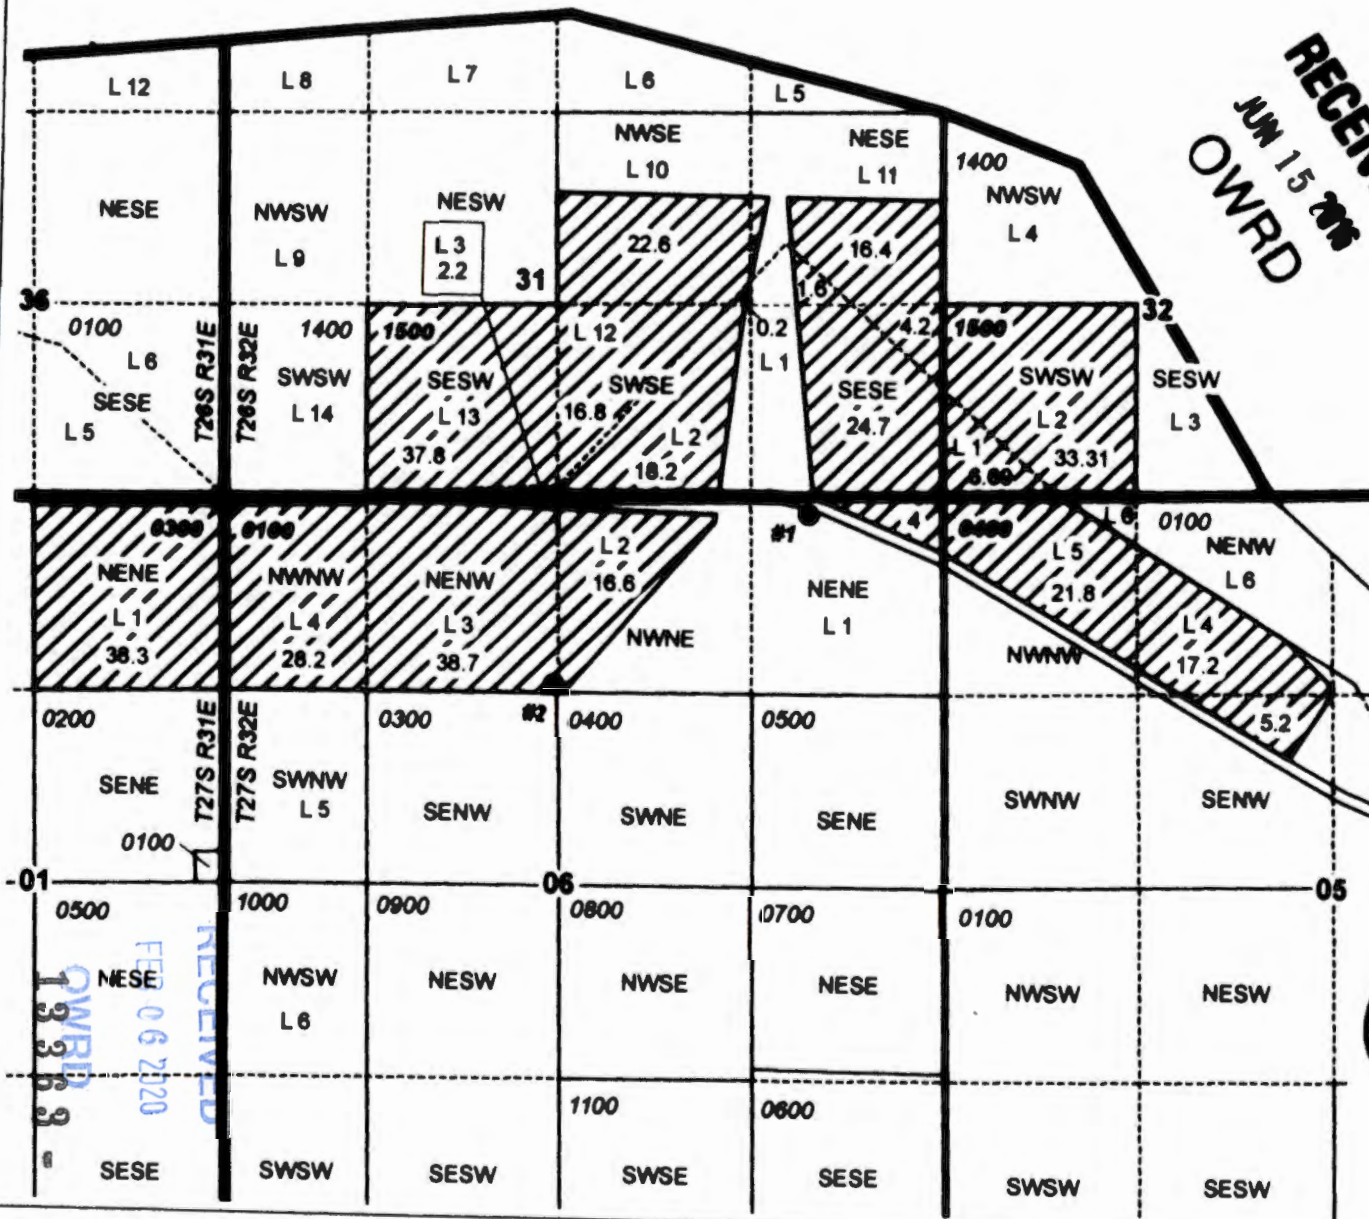 L 12
L 8
L 7
L 6
L 5
RECEN
JUN 15 2016
OWRD
NWSE
L 10
NESE
L 11
1400
NWSW
L 4
NESE
NWSW
L 9
NESW
L 3
2.2
31
22.6
16.4
1.6
36
0100
L 6
SESE
L 5
T26S R31E
T26S R32E
1400
SWSW
L 14
1500
SESW
L 13
37.8
L 12
SWSE
16.8
L 2
18.2
0.2
L 1
4.2
SESE
24.7
1500
SWSW
L 2
33.31
L 1
6.69
32
SESW
L 3
0300
NENE
L 1
38.3
0100
NWNW
L 4
28.2
NENW
L 3
38.7
L 2
16.6
NWNE
#1
4
NENE
L 1
0400
L 5
21.8
NWNW
L 6
0100
NENW
L 6
L 4
17.2
5.2
#2
0200
SENE
T27S R31E
T27S R32E
0100
SWNW
L 5
0300
SENW
0400
SWNE
0500
SENE
SWNW
SENW
01
06
05
0500
NESE
1000
NWSW
L 6
0900
NESW
0800
NWSE
0700
NESE
0100
NWSW
NESW
RECEIVED
FEB 06 2020
OWRD
13363-
SESE
SWSW
SESW
1100
SWSE
0600
SESE
SWSW
SESW